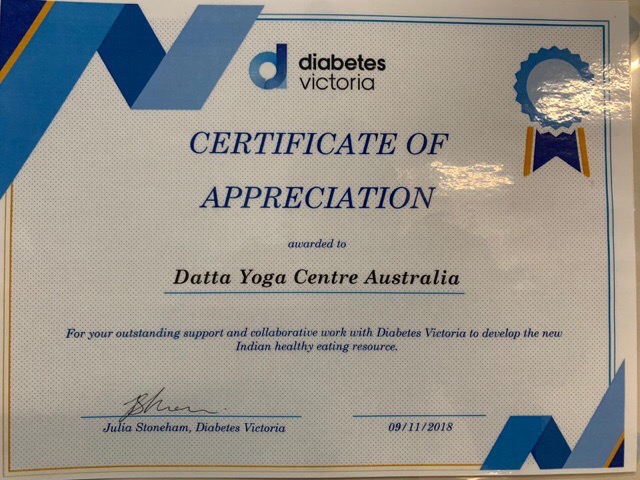 diabetes
victoria
CERTIFICATE OF
APPRECIATION
awarded to
Datta Yoga Centre Australia
For your outstanding support and collaborative work with Diabetes Victoria to develop the new
Indian healthy eating resource.
Julia Stoneham, Diabetes Victoria
09/11/2018